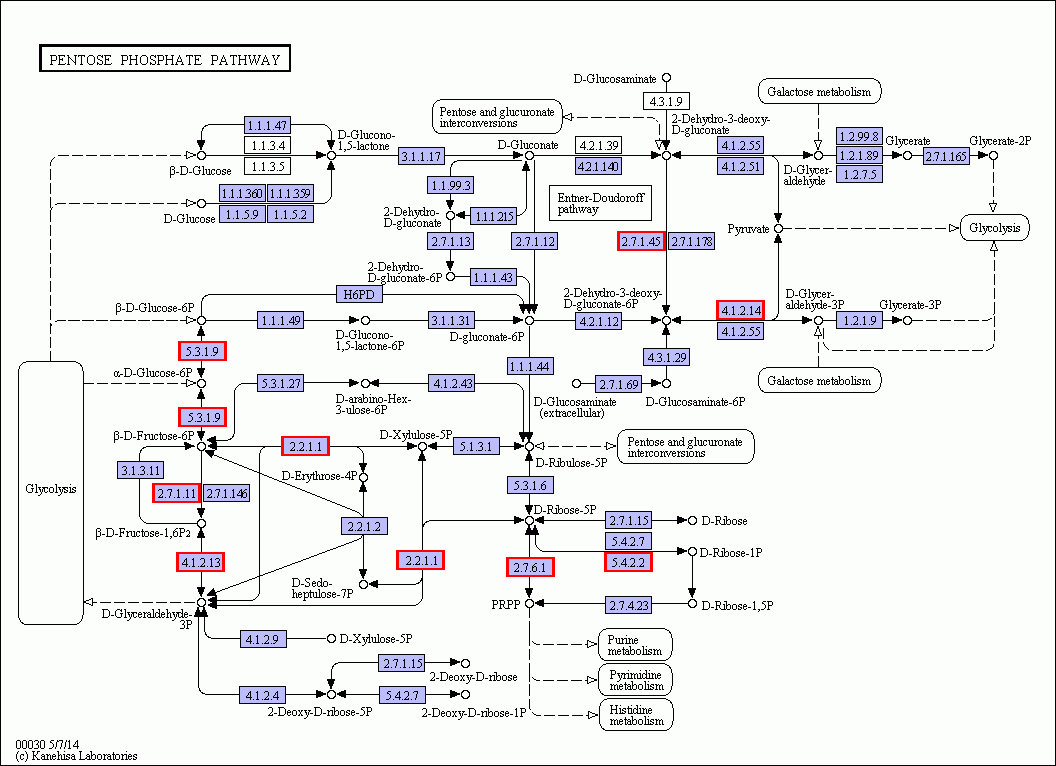 PENTOSE PHOSPHATE PATHWAY
D-Glucosaminate
4.3.1.9
Galactose metabolism
Pentose and glucuronate
interconversions
2-Dehydro-3-deoxy-
D-gluconate
1.1.1.47
1.1.3.4
1.1.3.5
D-Glucono-
1,5-lactone
3.1.1.17
D-Gluconate
4.2.1.39
4.2.1.140
4.1.2.55
4.1.2.51
D-Glycer-
aldehyde
1.2.99.8
1.2.1.89
1.2.7.5
Glycerate
2.7.1.165
Glycerate-2P
β-D-Glucose
1.1.1.360
1.1.1.359
1.1.5.9
1.1.5.2
D-Glucose
1.1.99.3
2-Dehydro-
D-gluconate
1.1.1.215
Entner-Doudoroff
pathway
2.7.1.13
2.7.1.12
2.7.1.45
2.7.1.178
Pyruvate
Glycolysis
2-Dehydro-
D-gluconate-6P
1.1.1.43
H6PD
β-D-Glucose-6P
1.1.1.49
D-Glucono-
1,5-lactone-6P
3.1.1.31
D-gluconate-6P
4.2.1.12
2-Dehydro-3-deoxy-
D-gluconate-6P
4.1.2.14
4.1.2.55
D-Glycer-
aldehyde-3P
1.2.1.9
Glycerate-3P
5.3.1.9
1.1.1.44
4.3.1.29
α-D-Glucose-6P
5.3.1.27
D-arabino-Hex-
3-ulose-6P
4.1.2.43
2.7.1.69
D-Glucosaminate
(extracellular)
D-Glucosaminate-6P
Galactose metabolism
5.3.1.9
β-D-Fructose-6P
2.2.1.1
D-Xylulose-5P
5.1.3.1
D-Ribulose-5P
Pentose and glucuronate
interconversions
3.1.3.11
D-Erythrose-4P
5.3.1.6
Glycolysis
2.7.1.11
2.7.1.146
D-Ribose-5P
2.7.1.15
D-Ribose
β-D-Fructose-1,6P2
2.2.1.2
5.4.2.7
5.4.2.2
D-Ribose-1P
4.1.2.13
2.2.1.1
2.7.6.1
D-Sedo-
heptulose-7P
PRPP
2.7.4.23
D-Ribose-1,5P
D-Glyceraldehyde-
3P
4.1.2.9
D-Xylulose-5P
Purine
metabolism
2.7.1.15
2-Deoxy-D-ribose
Pyrimidine
metabolism
4.1.2.4
2-Deoxy-D-ribose-5P
5.4.2.7
2-Deoxy-D-ribose-1P
Histidine
metabolism
00030 5/7/14
(c) Kanehisa Laboratories